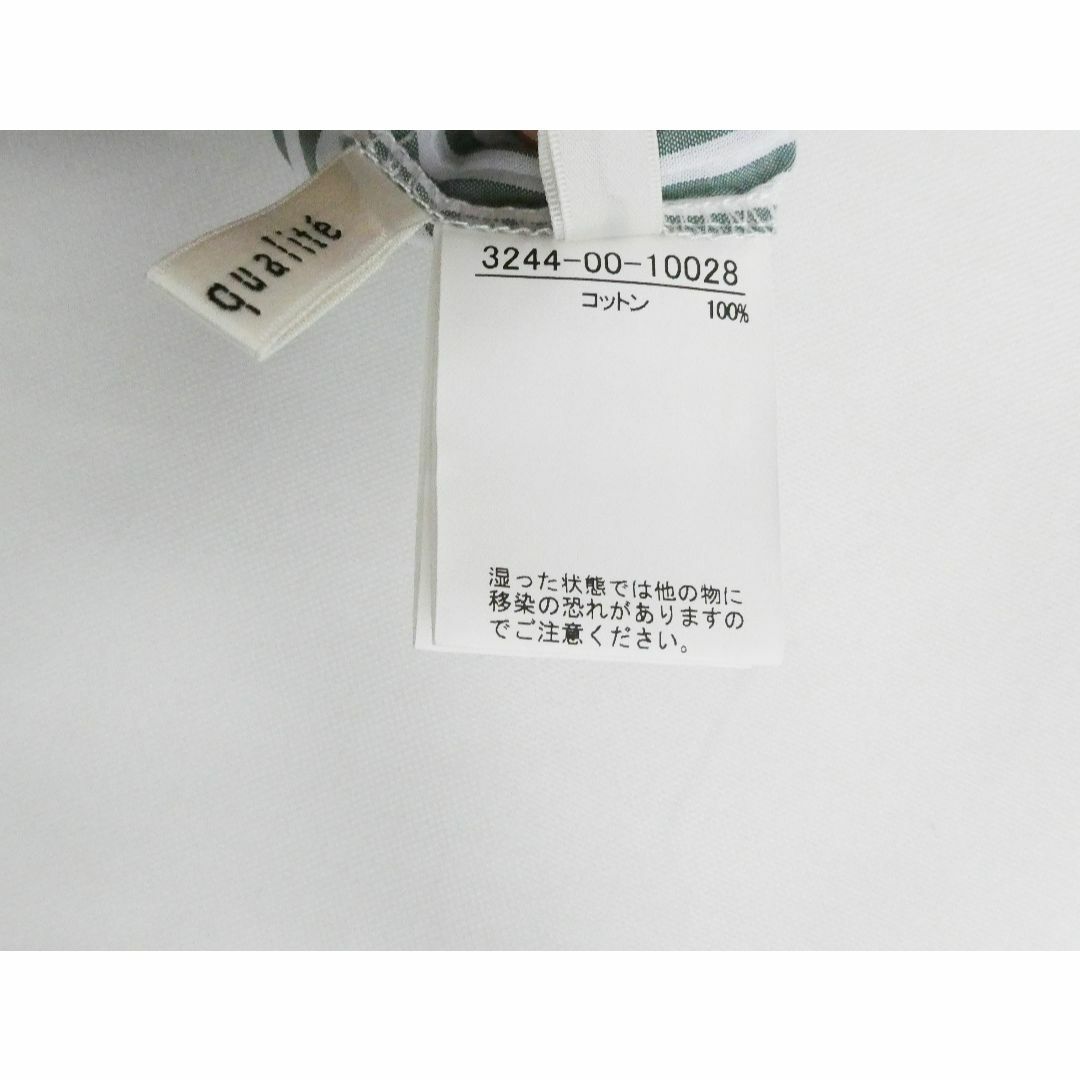 qualité
3244-00-10028
コットン 100%
湿った状態では他の物に
移染の恐れがありますの
でご注意ください。